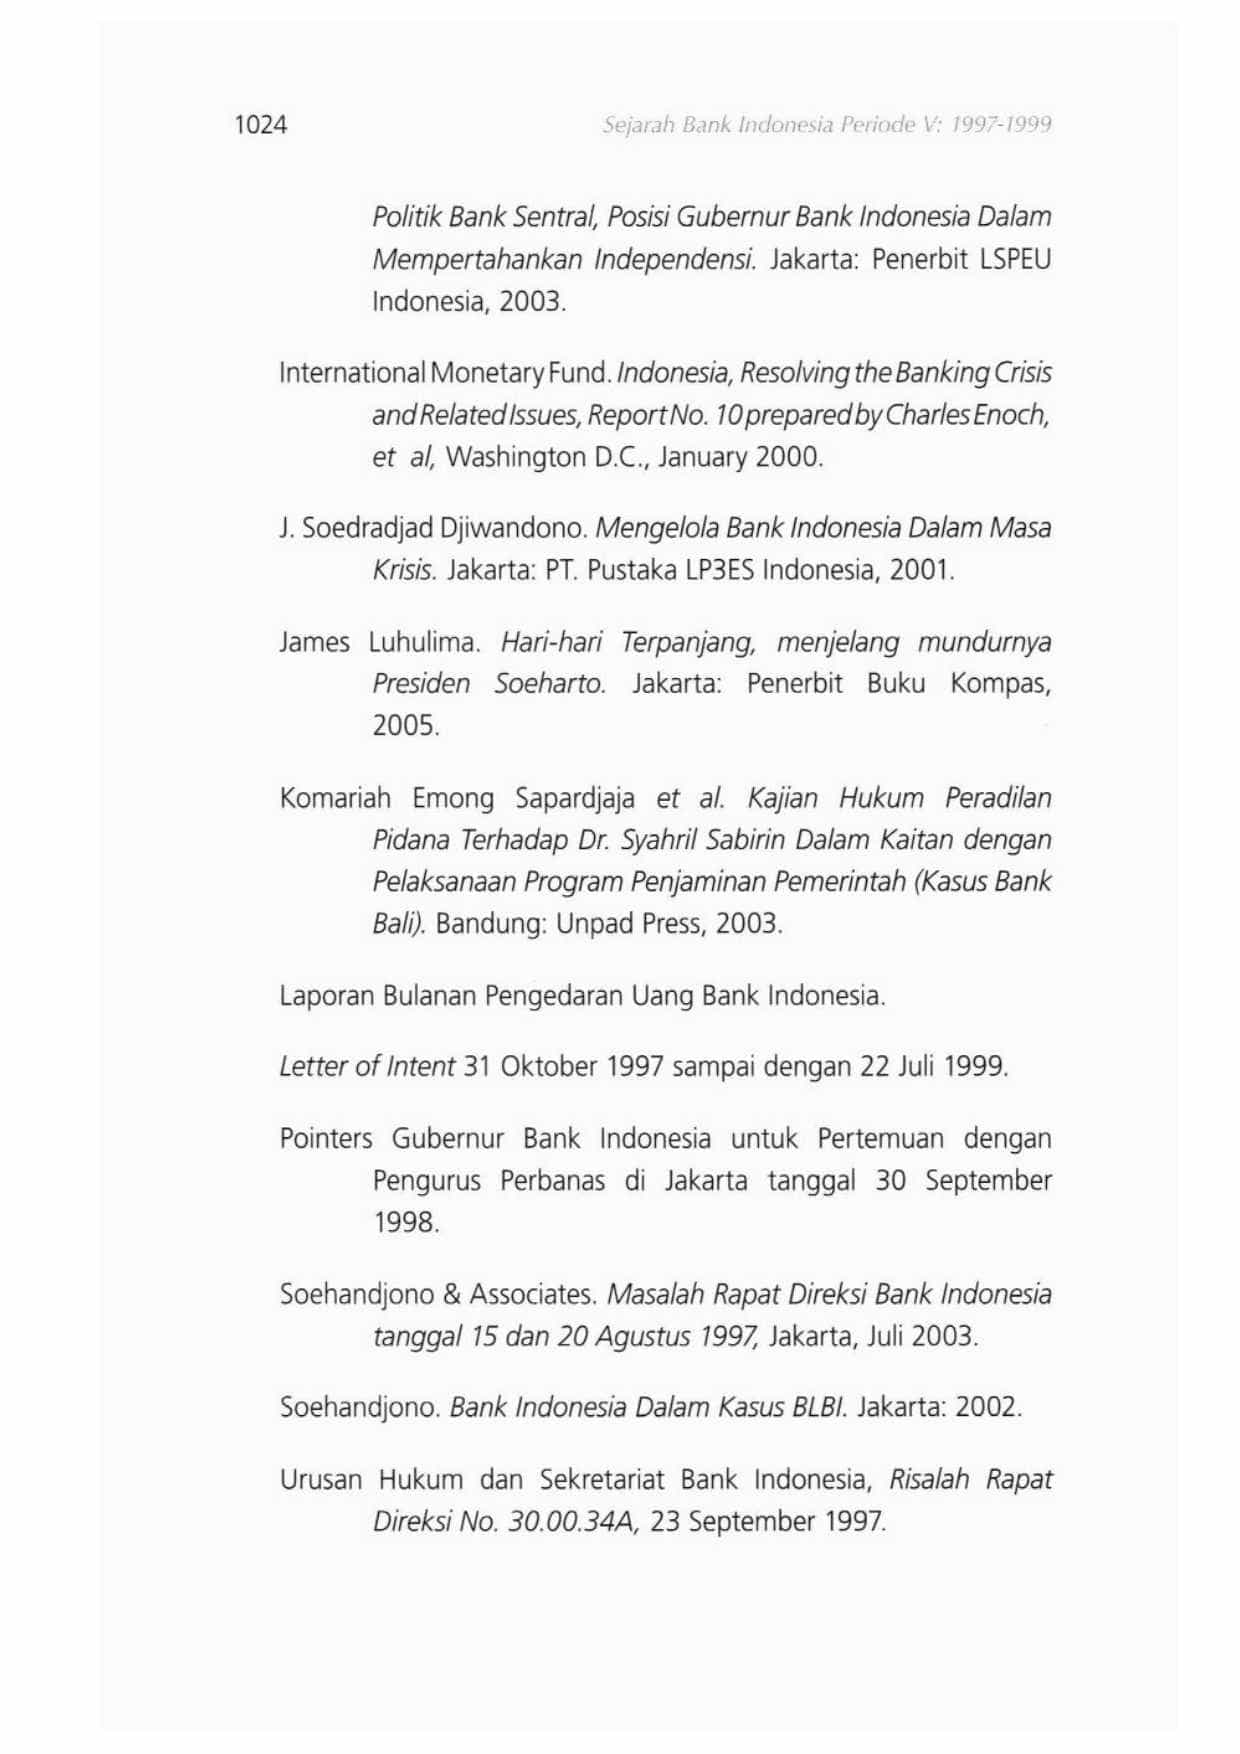 1024
Sejarah Bank Indonesia Periode V: 1997-1999
Politik Bank Sentral, Posisi Gubernur Bank Indonesia Dalam
Mempertahankan Independensi. Jakarta: Penerbit LSPEU
Indonesia, 2003.
International Monetary Fund. Indonesia, Resolving the Banking Crisis
and Related Issues, Report No. 10 prepared by Charles Enoch,
et al, Washington D.C., January 2000.
J. Soedradjad Djiwandono. Mengelola Bank Indonesia Dalam Masa
Krisis. Jakarta: PT. Pustaka LP3ES Indonesia, 2001.
James Luhulima. Hari-hari Terpanjang, menjelang mundurnya
Presiden Soeharto. Jakarta: Penerbit Buku Kompas,
2005.
Komariah Emong Sapardjaja et al. Kajian Hukum Peradilan
Pidana Terhadap Dr. Syahril Sabirin Dalam Kaitan dengan
Pelaksanaan Program Penjaminan Pemerintah (Kasus Bank
Bali). Bandung: Unpad Press, 2003.
Laporan Bulanan Pengedaran Uang Bank Indonesia.
Letter of Intent 31 Oktober 1997 sampai dengan 22 Juli 1999.
Pointers Gubernur Bank Indonesia untuk Pertemuan dengan
Pengurus Perbanas di Jakarta tanggal 30 September
1998.
Soehandjono & Associates. Masalah Rapat Direksi Bank Indonesia
tanggal 15 dan 20 Agustus 1997, Jakarta, Juli 2003.
Soehandjono. Bank Indonesia Dalam Kasus BLBI. Jakarta: 2002.
Urusan Hukum dan Sekretariat Bank Indonesia, Risalah Rapat
Direksi No. 30.00.34A, 23 September 1997.